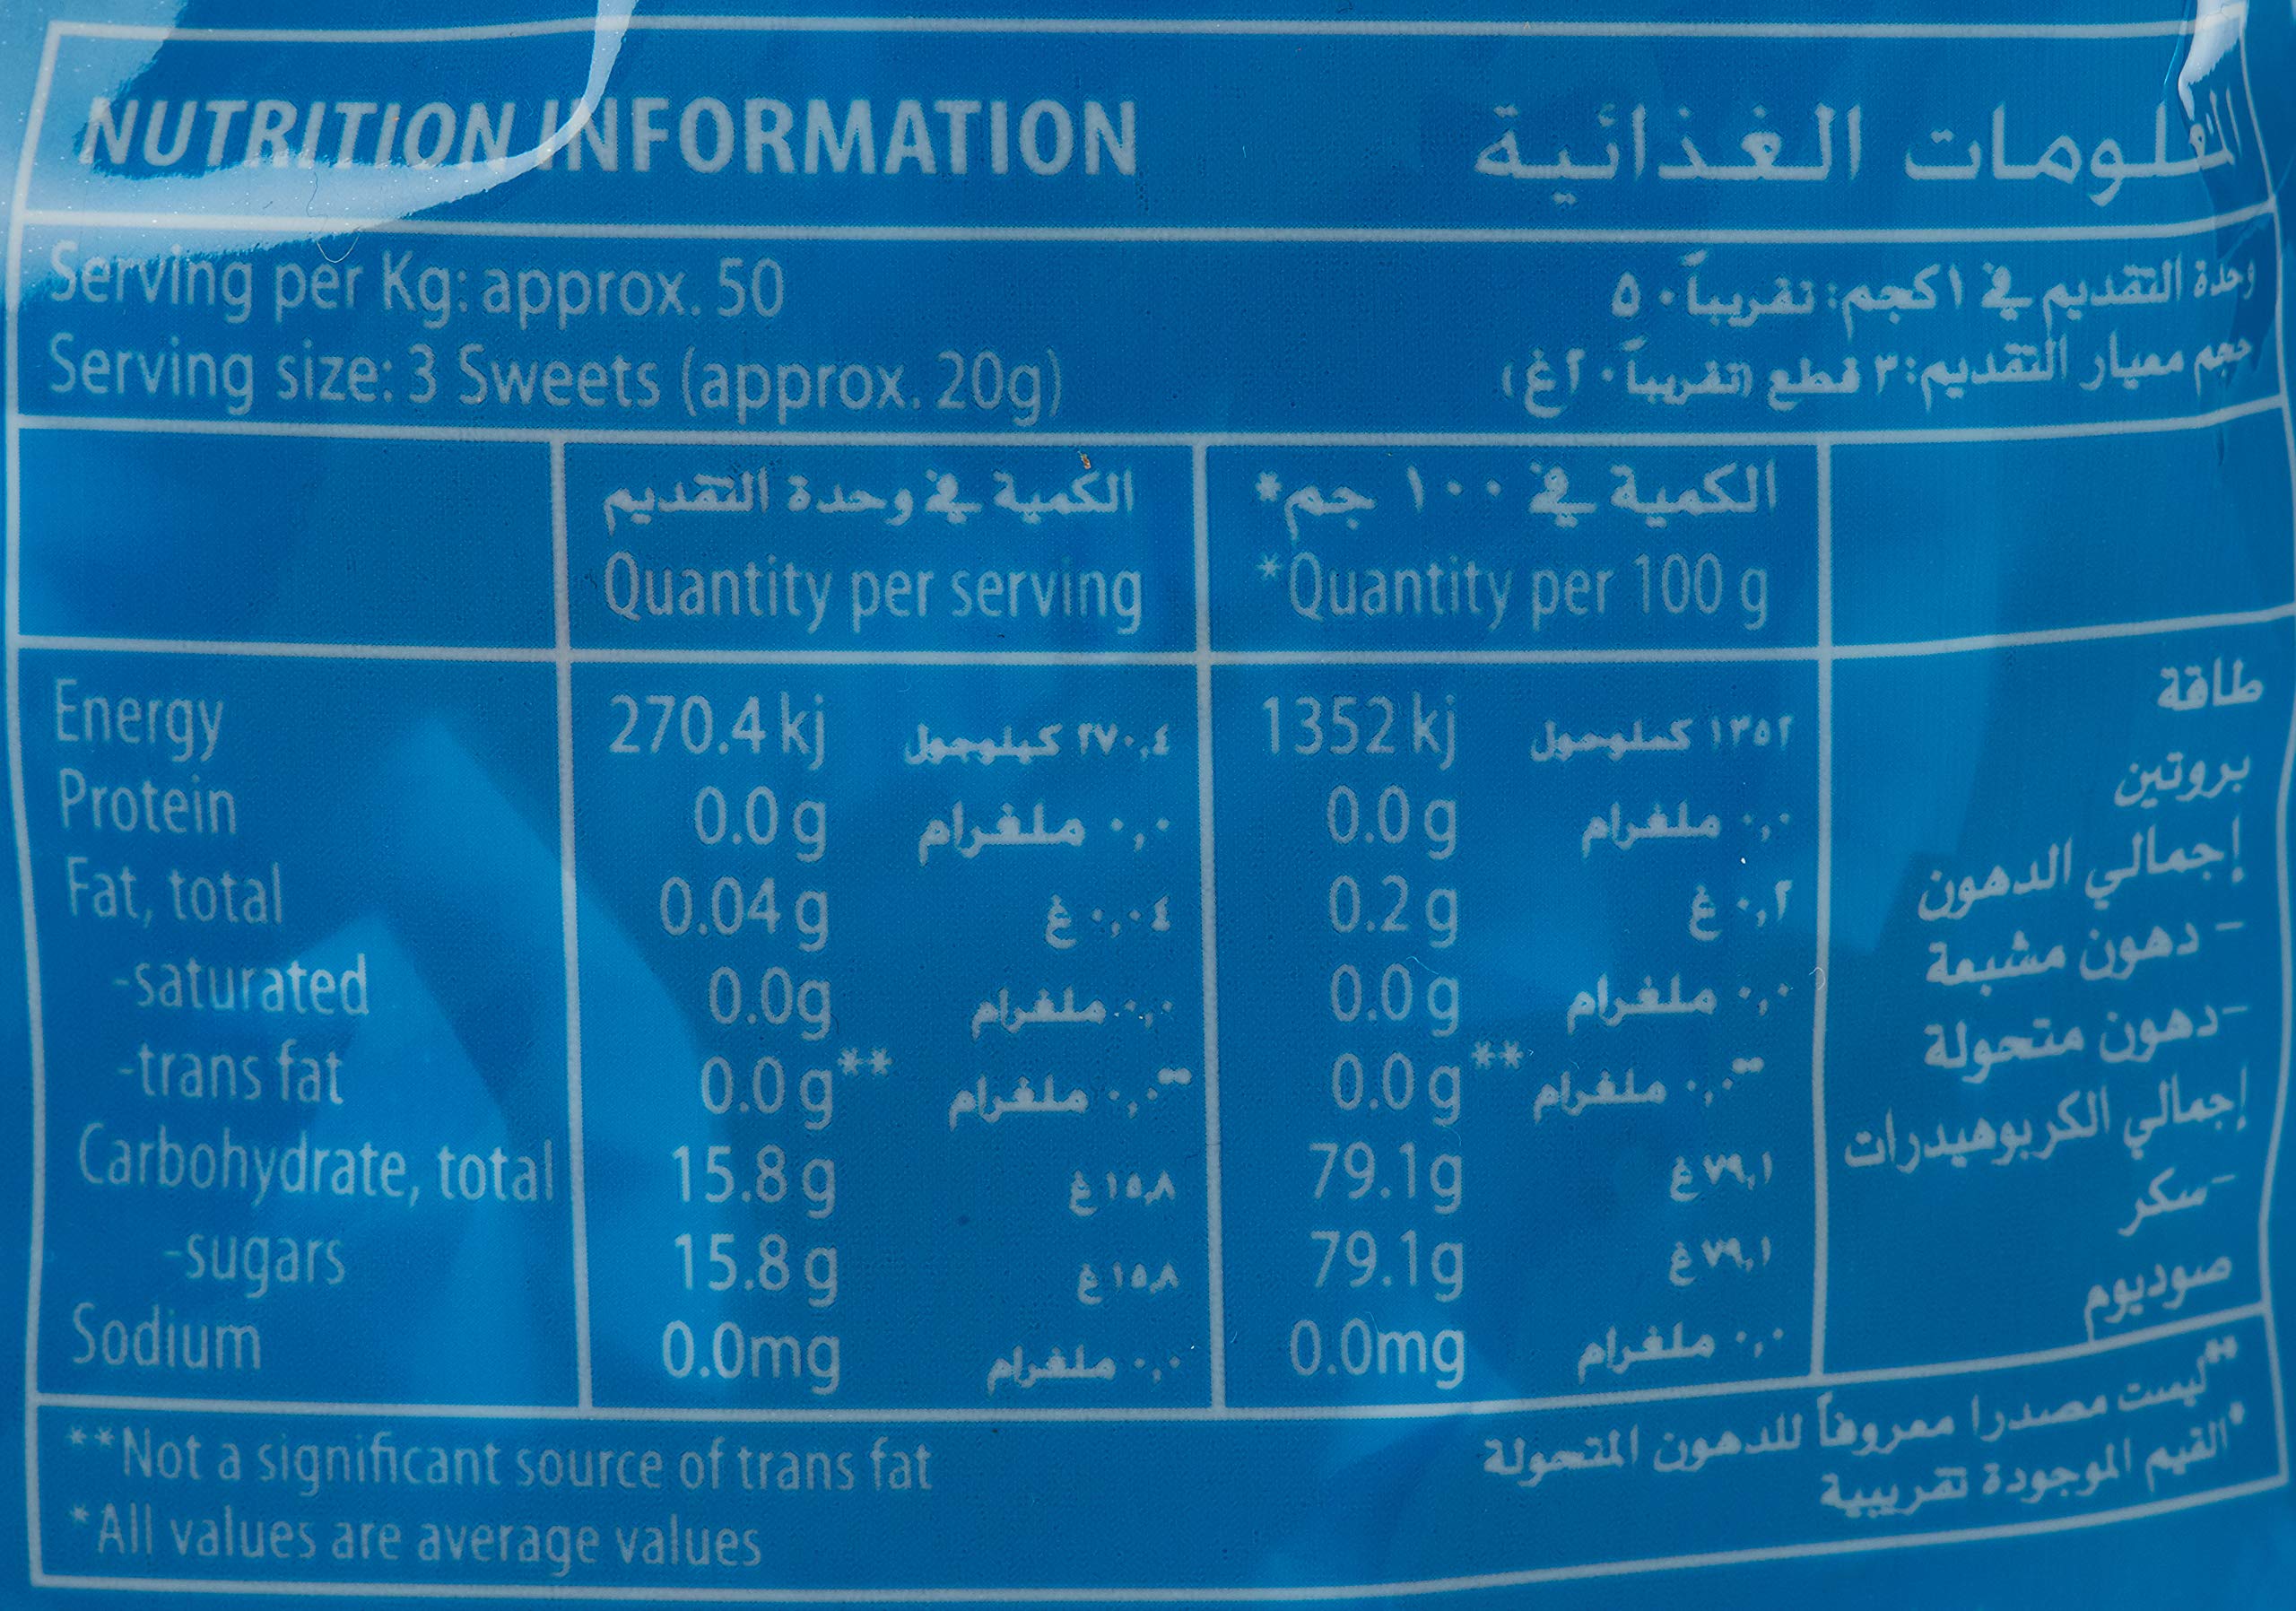 NUTRITION INFORMATION المعلومات الغذائية
Serving per Kg: approx. 50 وحدة التقديم في ١ كجم: تقريباً ٥٠
Serving size: 3 Sweets (approx. 20g) حجم معيار التقديم: ٣ قطع (تقريباً ٢٠غ)
الكمية في وحدة التقديم الكمية في ١٠٠ جم*
Quantity per serving *Quantity per 100 g
Energy 270.4 kj ٢٧٠,٤ كيلوجول 1352 kj ١٣٥٢ كيلوجول طاقة
Protein 0.0 g ٠,٠ ملغرام 0.0 g ٠,٠ ملغرام بروتين
Fat, total 0.04 g ٠,٠٤ غ 0.2 g ٠,٢ غ إجمالي الدهون
-saturated 0.0g ٠,٠ ملغرام 0.0 g ٠,٠ ملغرام - دهون مشبعة
-trans fat 0.0 g** **٠,٠ ملغرام 0.0 g** **٠,٠ ملغرام -دهون متحولة
Carbohydrate, total 15.8 g ١٥,٨ غ 79.1g ٧٩,١ غ إجمالي الكربوهيدرات
-sugars 15.8 g ١٥,٨ غ 79.1g ٧٩,١ غ -سكر
Sodium 0.0mg ٠,٠ ملغرام 0.0mg ٠,٠ ملغرام صوديوم
**Not a significant source of trans fat **ليست مصدرا معروفاً للدهون المتحولة
*All values are average values *القيم الموجودة تقريبية